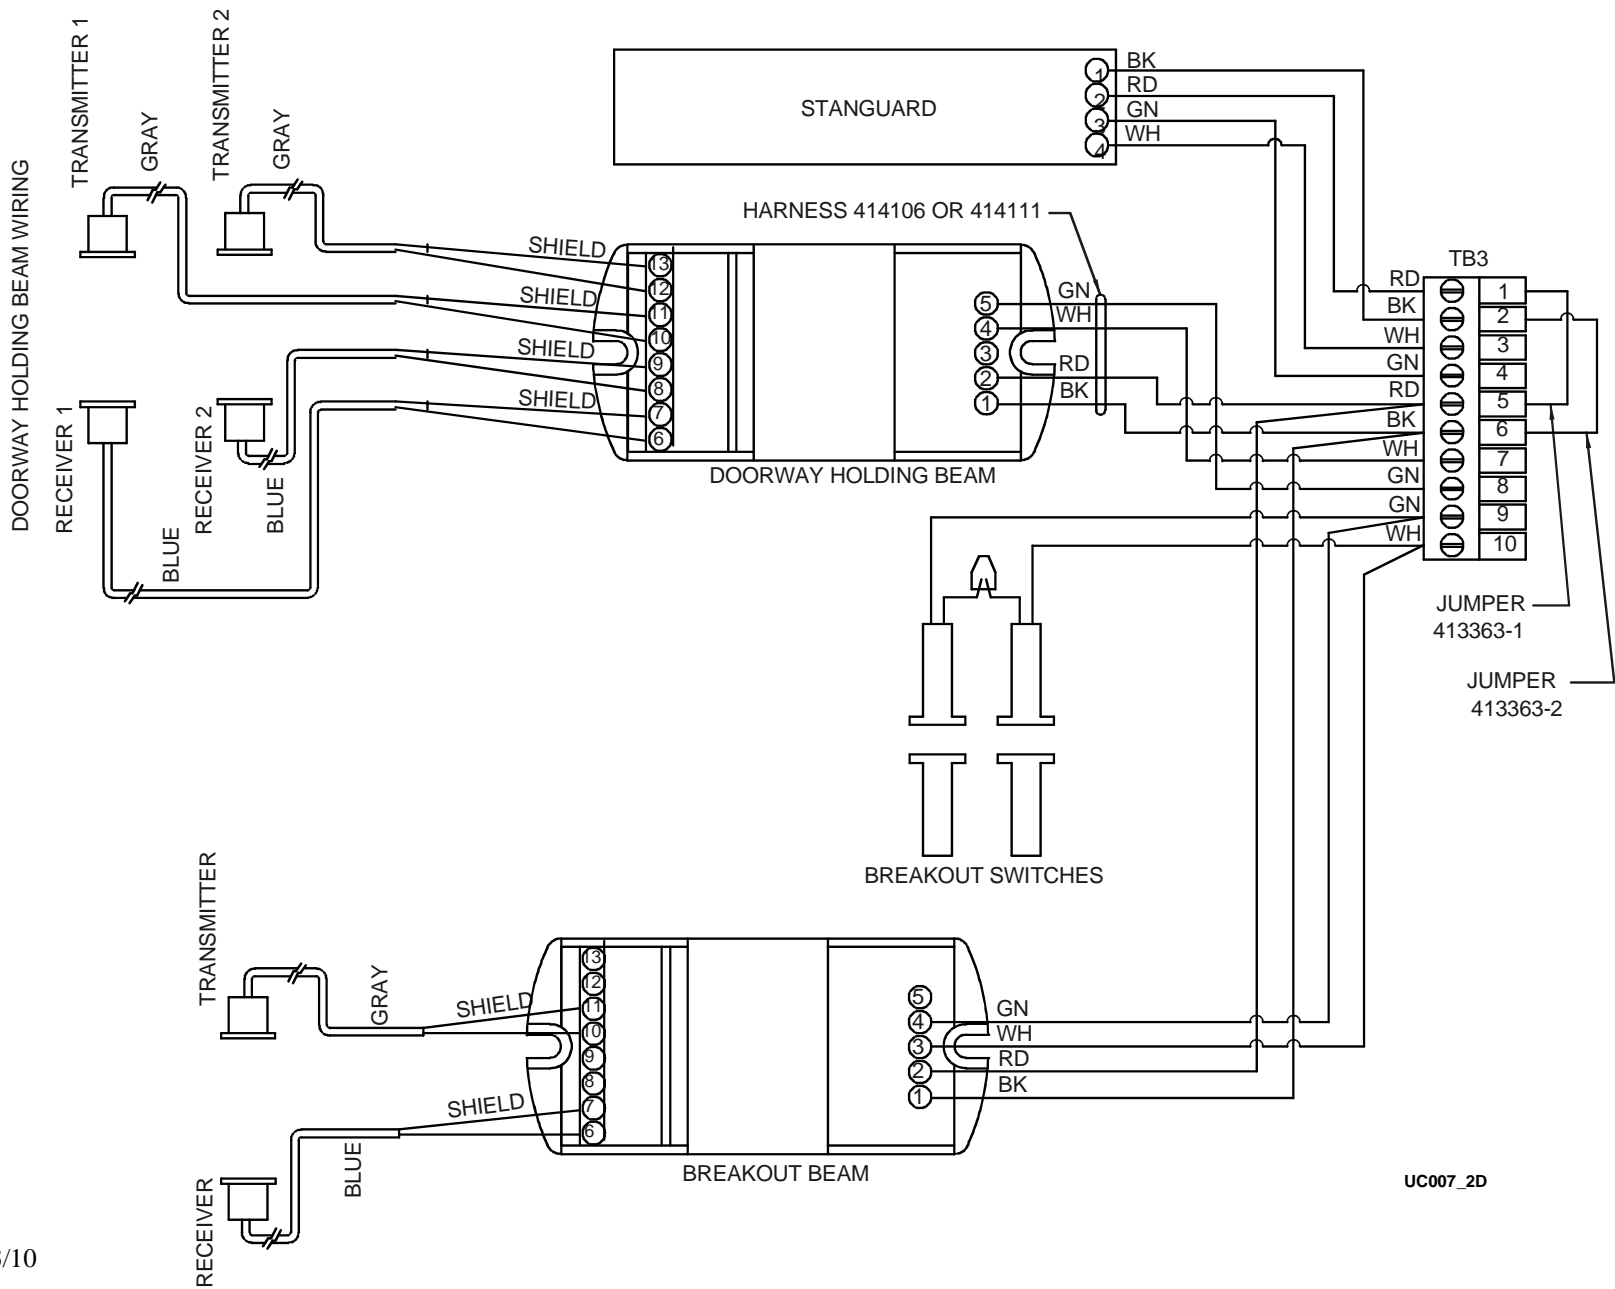 DOORWAY HOLDING BEAM WIRING
TRANSMITTER 1
GRAY
TRANSMITTER 2
GRAY
RECEIVER 1
BLUE
RECEIVER 2
BLUE
STANGUARD
1 BK
2 RD
3 GN
4 WH
HARNESS 414106 OR 414111
SHIELD
SHIELD
SHIELD
SHIELD
13
12
11
10
9
8
7
6
5 GN
4 WH
3
2 RD
1 BK
DOORWAY HOLDING BEAM
TB3
RD 1
BK 2
WH 3
GN 4
RD 5
BK 6
WH 7
GN 8
GN 9
WH 10
JUMPER
413363-1
JUMPER
413363-2
BREAKOUT SWITCHES
TRANSMITTER
GRAY
SHIELD
RECEIVER
BLUE
SHIELD
13
12
11
10
9
8
7
6
5
4 GN
3 WH
2 RD
1 BK
BREAKOUT BEAM
UC007_2D
/10